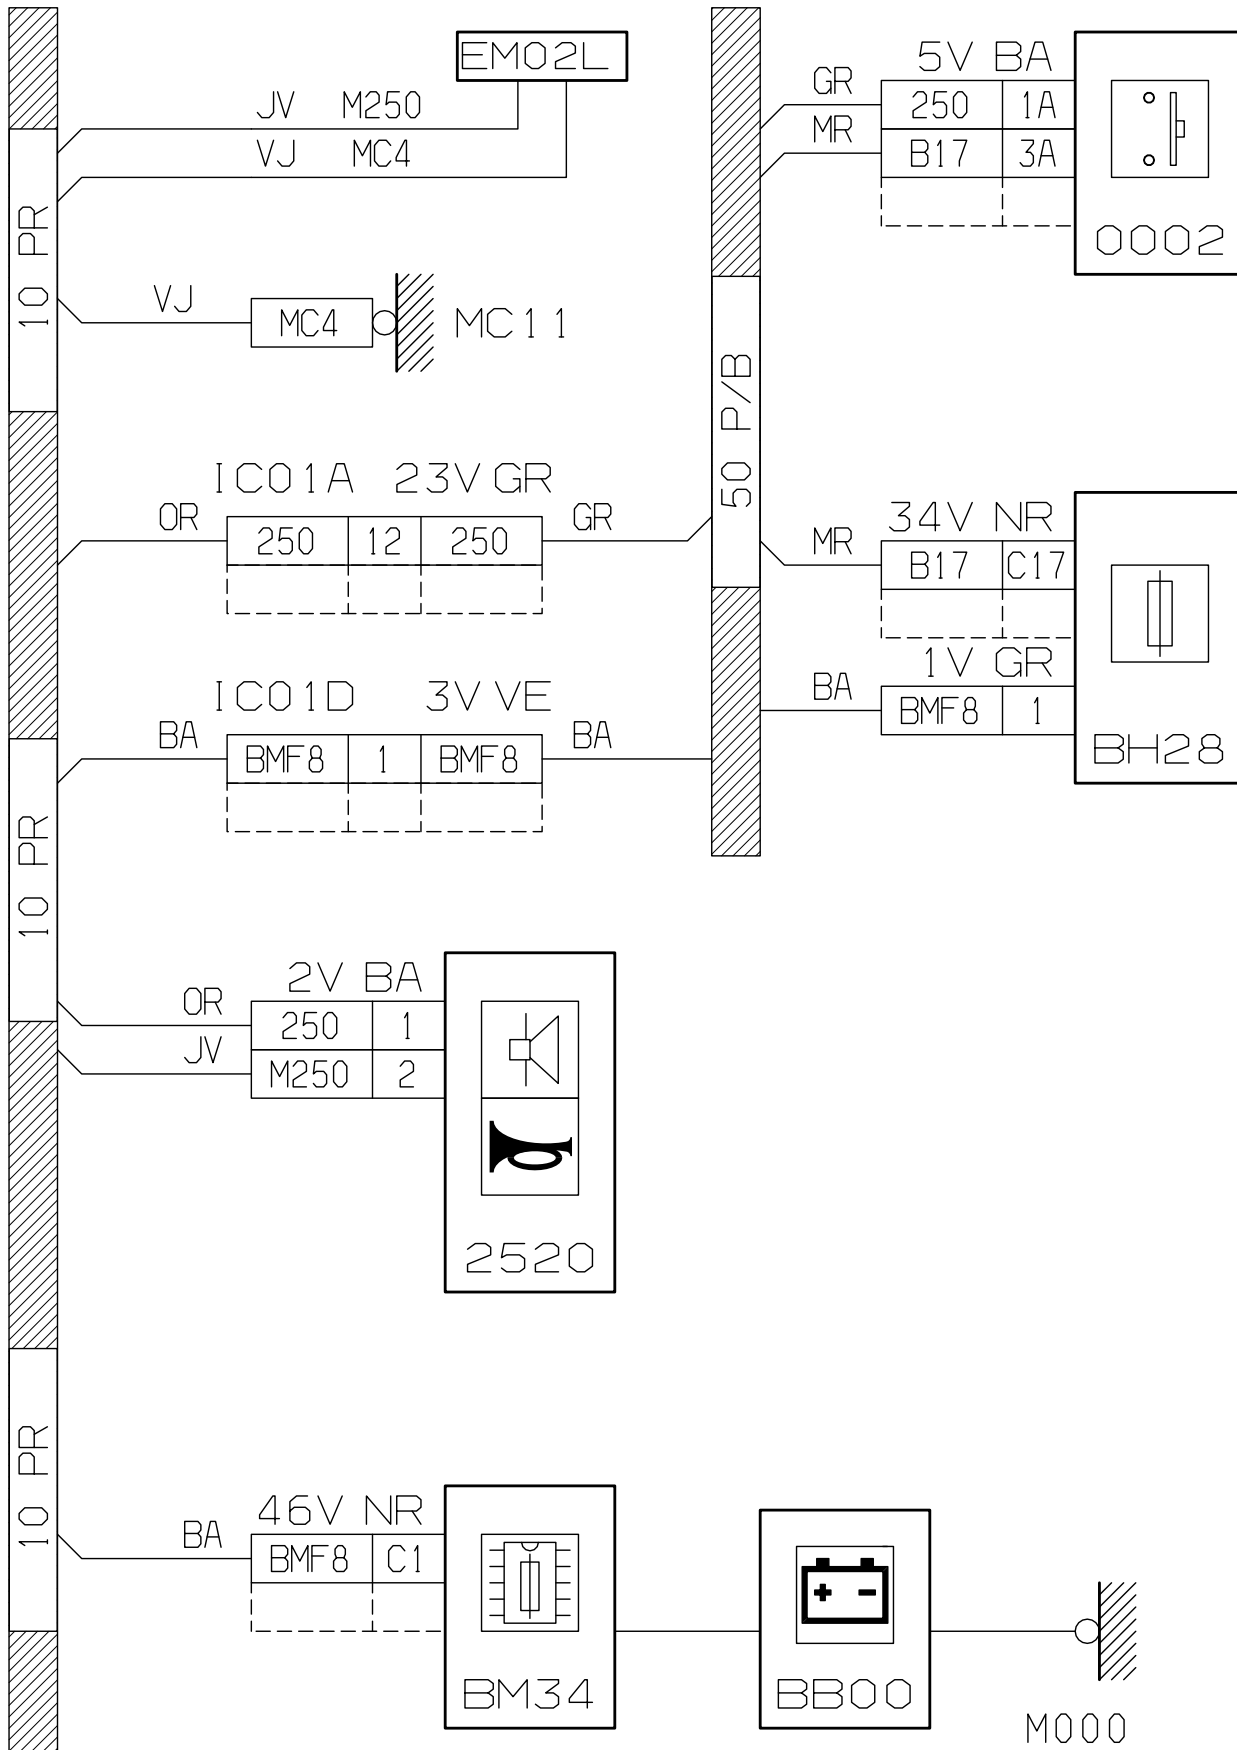 EM02L
JV M250
VJ MC4
10 PR
VJ
MC4
MC11
IC01A 23V GR
OR
250 12 250
GR
IC01D 3V VE
BA
BMF8 1 BMF8
BA
10 PR
2V BA
OR
250 1
JV
M250 2
2520
10 PR
46V NR
BA
BMF8 C1
BM34
BB00
M000
50 P/B
5V BA
GR
250 1A
MR
B17 3A
0002
34V NR
MR
B17 C17
1V GR
BA
BMF8 1
BH28